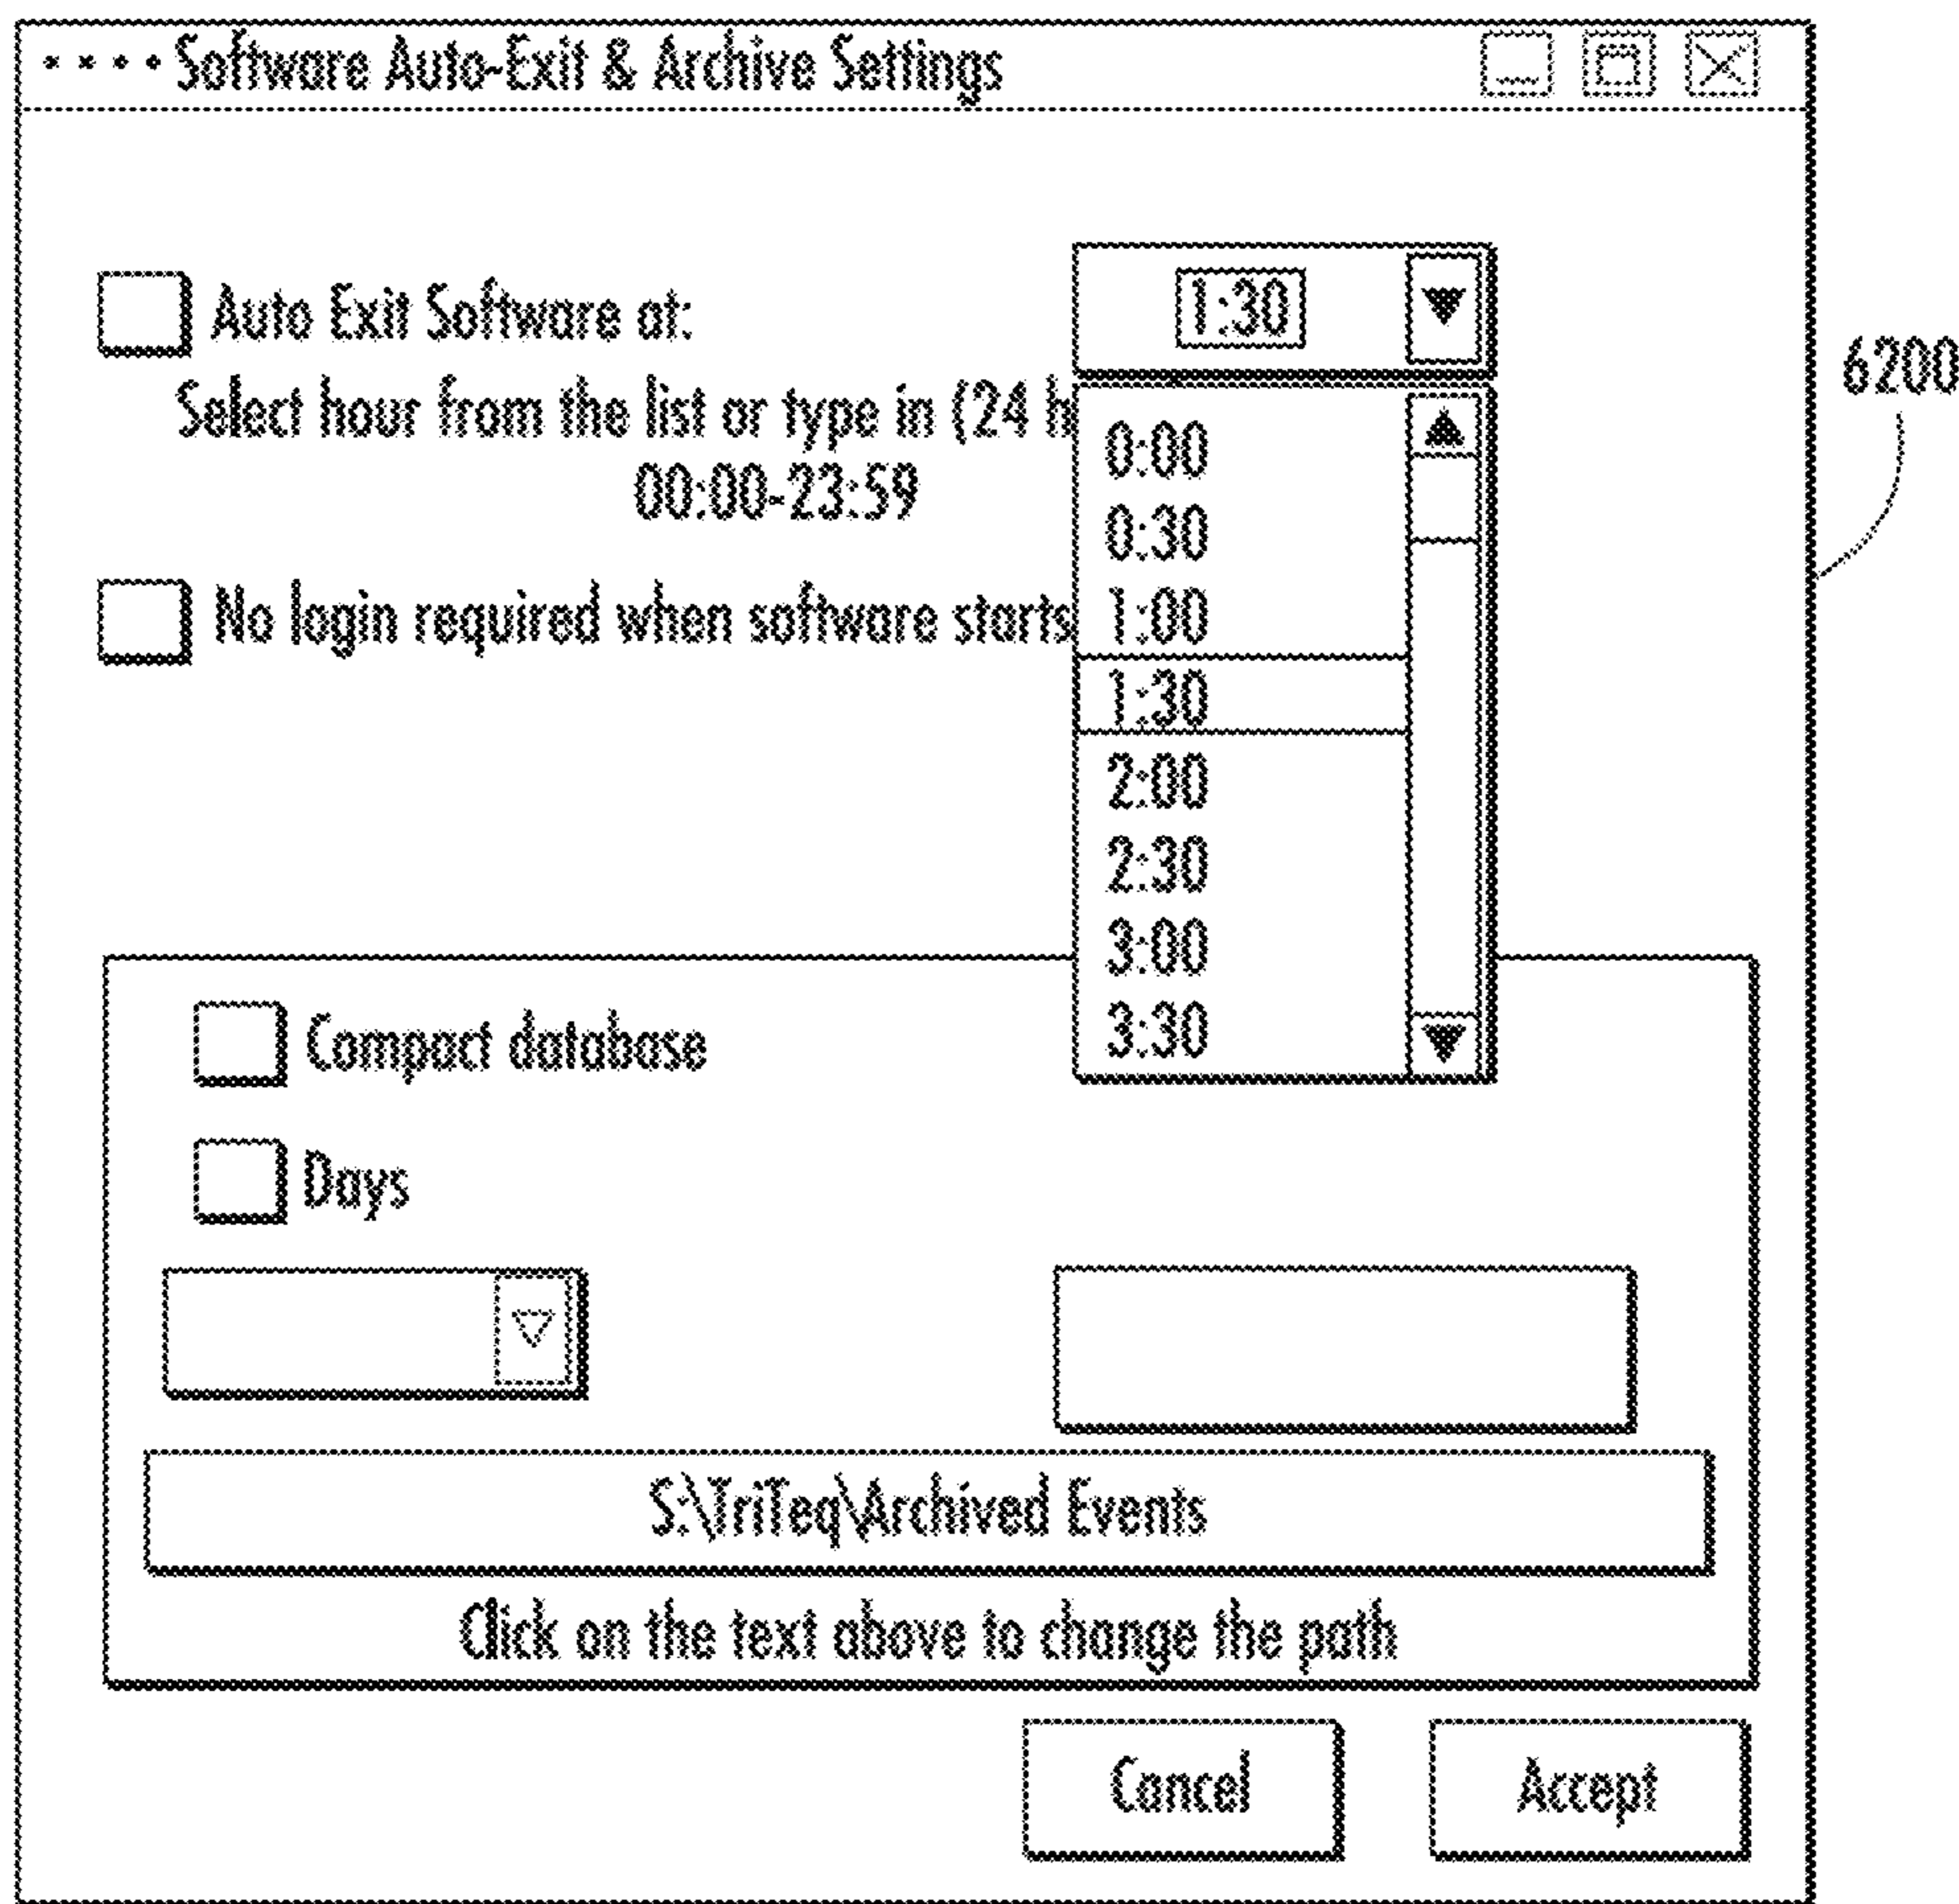 Software Auto-Exit & Archive Settings
Auto Exit Software at:
1:30
6200
Select hour from the list or type in (24 h
00:00-23:59
0:00
0:30
1:00
1:30
2:00
2:30
3:00
3:30
No login required when software starts
Compact database
Days
S:\TriTeq\Archived Events
Click on the text above to change the path
Cancel
Accept